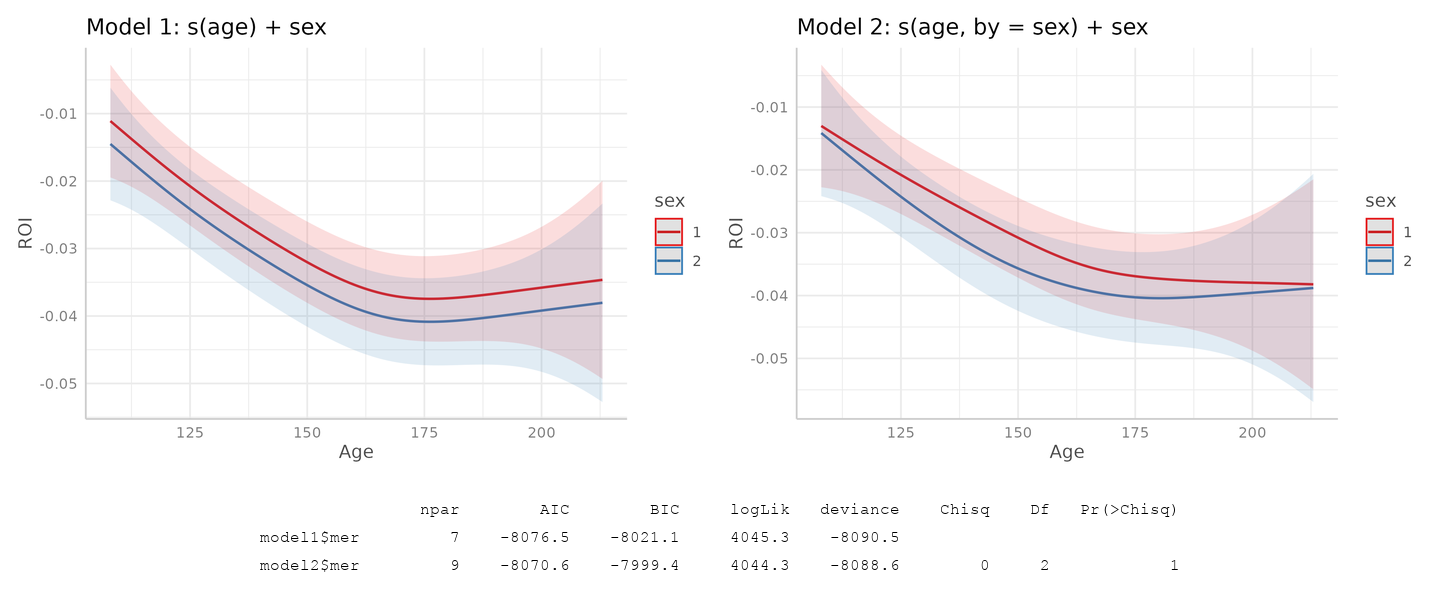 Model 1: s(age) + sex
-0.01
-0.02
-0.03
-0.04
-0.05
ROI
125 150 175 200
Age
sex
1
2
Model 2: s(age, by = sex) + sex
-0.01
-0.02
-0.03
-0.04
-0.05
ROI
125 150 175 200
Age
sex
1
2
npar AIC BIC logLik deviance Chisq Df Pr(>Chisq)
model1$mer 7 -8076.5 -8021.1 4045.3 -8090.5
model2$mer 9 -8070.6 -7999.4 4044.3 -8088.6 0 2 1